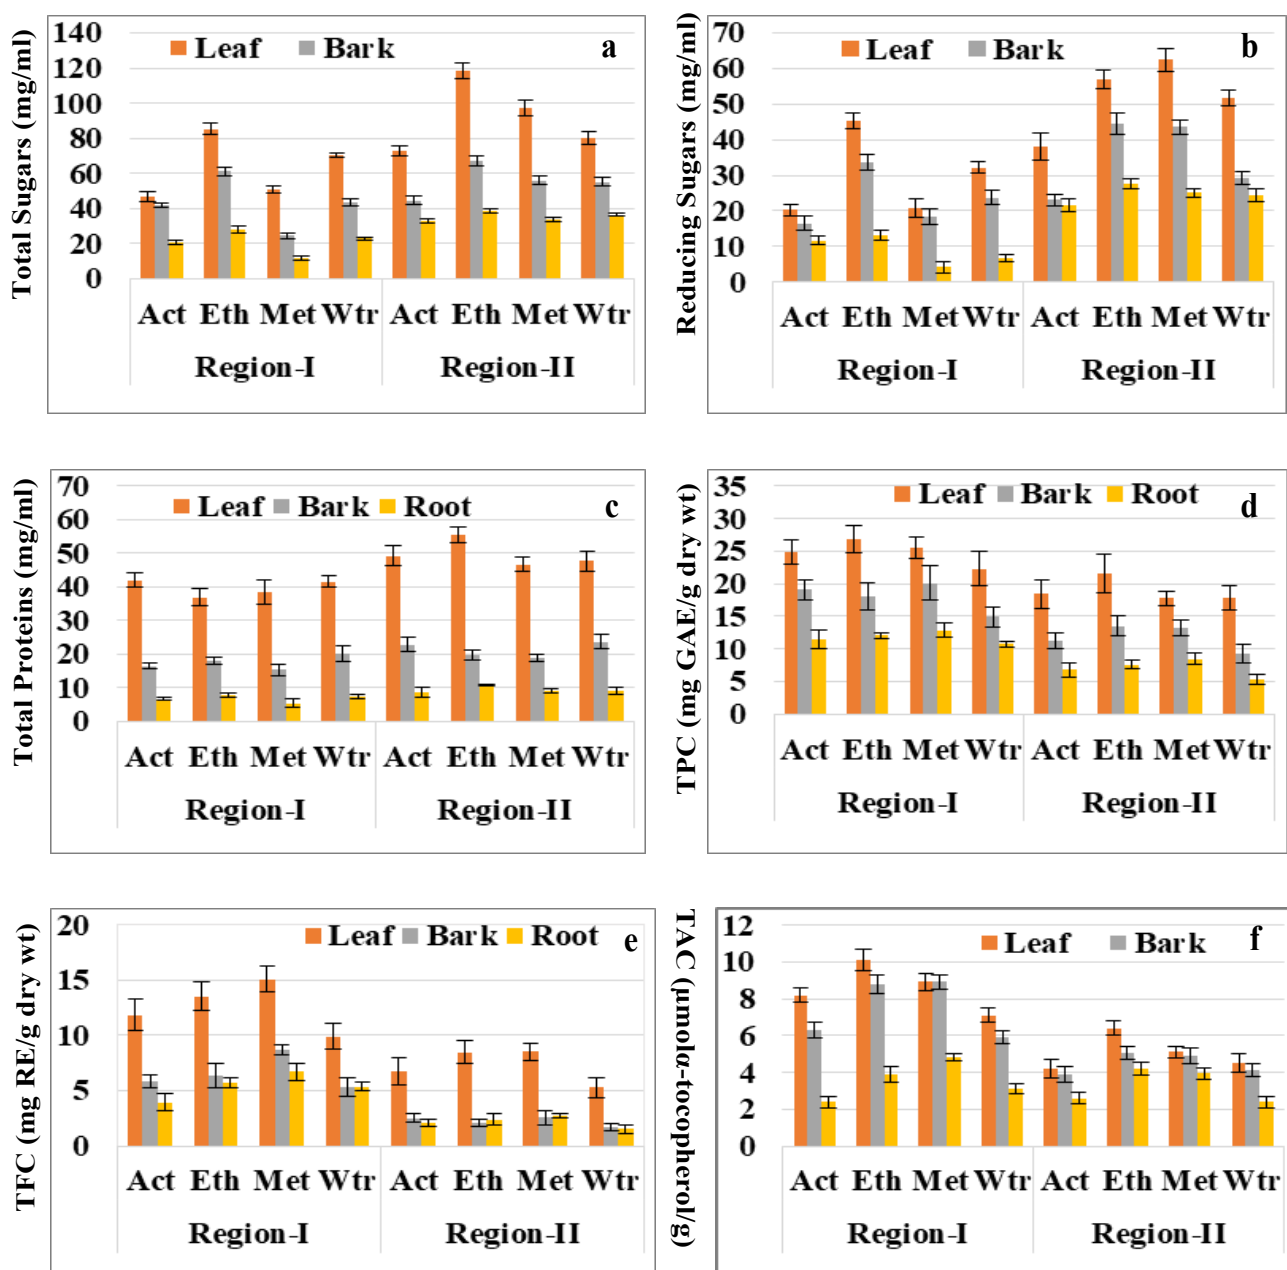 Total Sugars (mg/ml)
140
120
100
80
60
40
20
0
Leaf Bark
a
Act Eth Met Wtr Act Eth Met Wtr
Region-I Region-II
Reducing Sugars (mg/ml)
70
60
50
40
30
20
10
0
Leaf Bark
b
Act Eth Met Wtr Act Eth Met Wtr
Region-I Region-II
Total Proteins (mg/ml)
70
60
50
40
30
20
10
0
Leaf Bark Root
c
Act Eth Met Wtr Act Eth Met Wtr
Region-I Region-II
TPC (mg GAE/g dry wt)
35
30
25
20
15
10
5
0
Leaf Bark Root
d
Act Eth Met Wtr Act Eth Met Wtr
Region-I Region-II
TFC (mg RE/g dry wt)
20
15
10
5
0
Leaf Bark Root
e
Act Eth Met Wtr Act Eth Met Wtr
Region-I Region-II
TAC (µmolα-tocopherol/g)
12
10
8
6
4
2
0
Leaf Bark
f
Act Eth Met Wtr Act Eth Met Wtr
Region-I Region-II